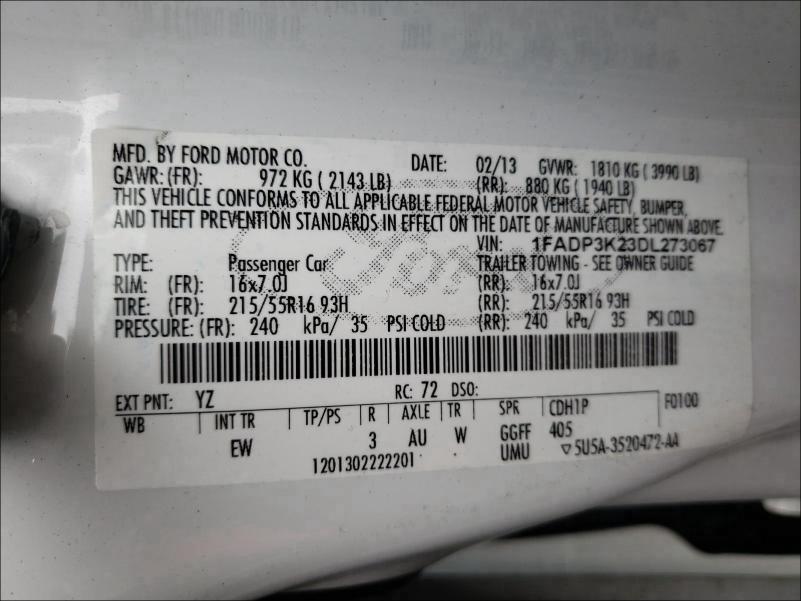 MFD. BY FORD MOTOR CO. DATE: 02/13 GVWR: 1810 KG ( 3990 LB)
GAWR: (FR): 972 KG ( 2143 LB) (RR): 880 KG ( 1940 LB)
THIS VEHICLE CONFORMS TO ALL APPLICABLE FEDERAL MOTOR VEHICLE SAFETY, BUMPER,
AND THEFT PREVENTION STANDARDS IN EFFECT ON THE DATE OF MANUFACTURE SHOWN ABOVE.
VIN: 1FADP3K23DL273067
TYPE: Passenger Car TRAILER TOWING - SEE OWNER GUIDE
RIM: (FR): 16x7.0J (RR): 16x7.0J
TIRE: (FR): 215/55R16 93H (RR): 215/55R16 93H
PRESSURE: (FR): 240 kPa/ 35 PSI COLD (RR): 240 kPa/ 35 PSI COLD
EXT PNT: YZ RC: 72 DSO: F0100
WB INT TR TP/PS R AXLE TR SPR CDH1P
EW 3 AU W GGFF 405
1201302222201 UMU ▽5U5A-3520472-AA